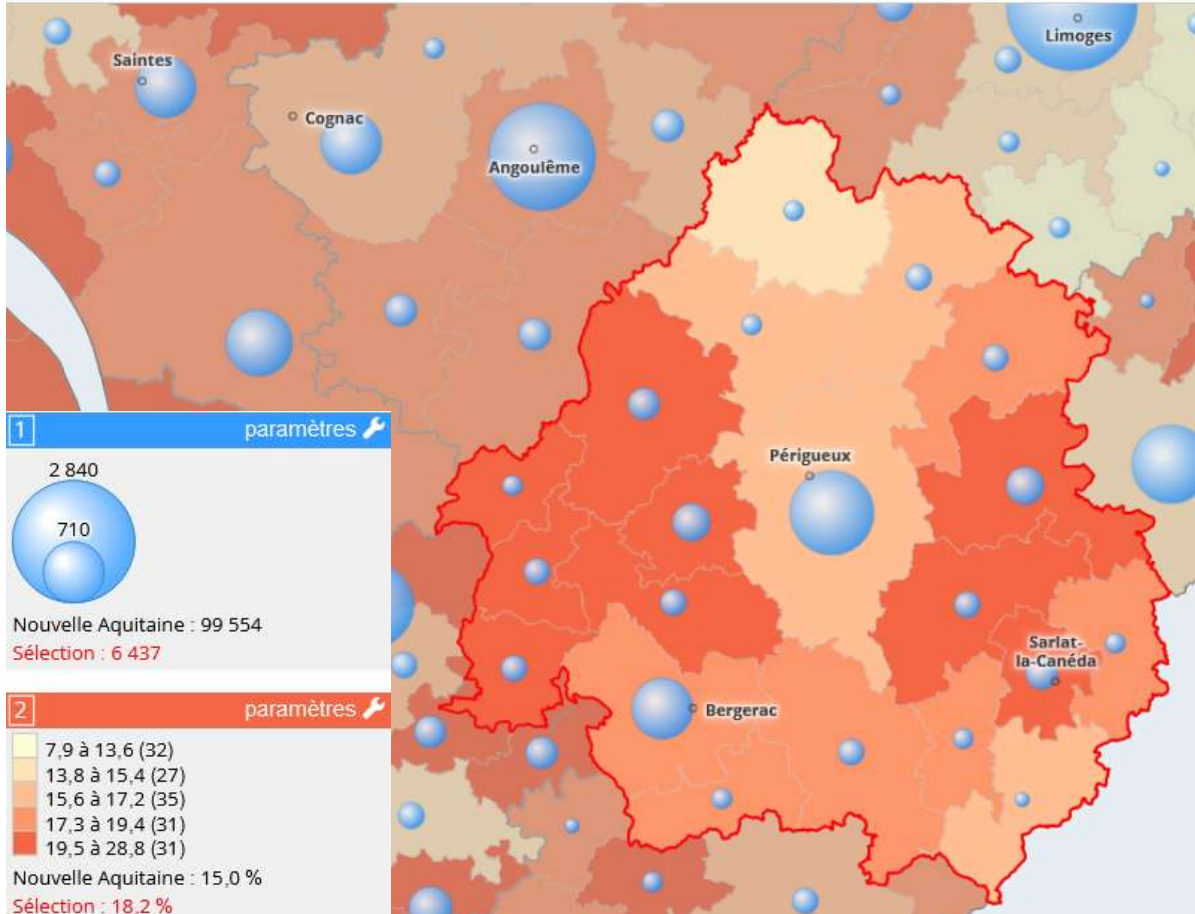 Limoges
Saintes
Cognac
Angoulême
Périgueux
Sarlat-
la-Canéda
Bergerac
1 paramètres
2 840
710
Nouvelle Aquitaine : 99 554
Sélection : 6 437
2 paramètres
7,9 à 13,6 (32)
13,8 à 15,4 (27)
15,6 à 17,2 (35)
17,3 à 19,4 (31)
19,5 à 28,8 (31)
Nouvelle Aquitaine : 15,0 %
Sélection : 18,2 %